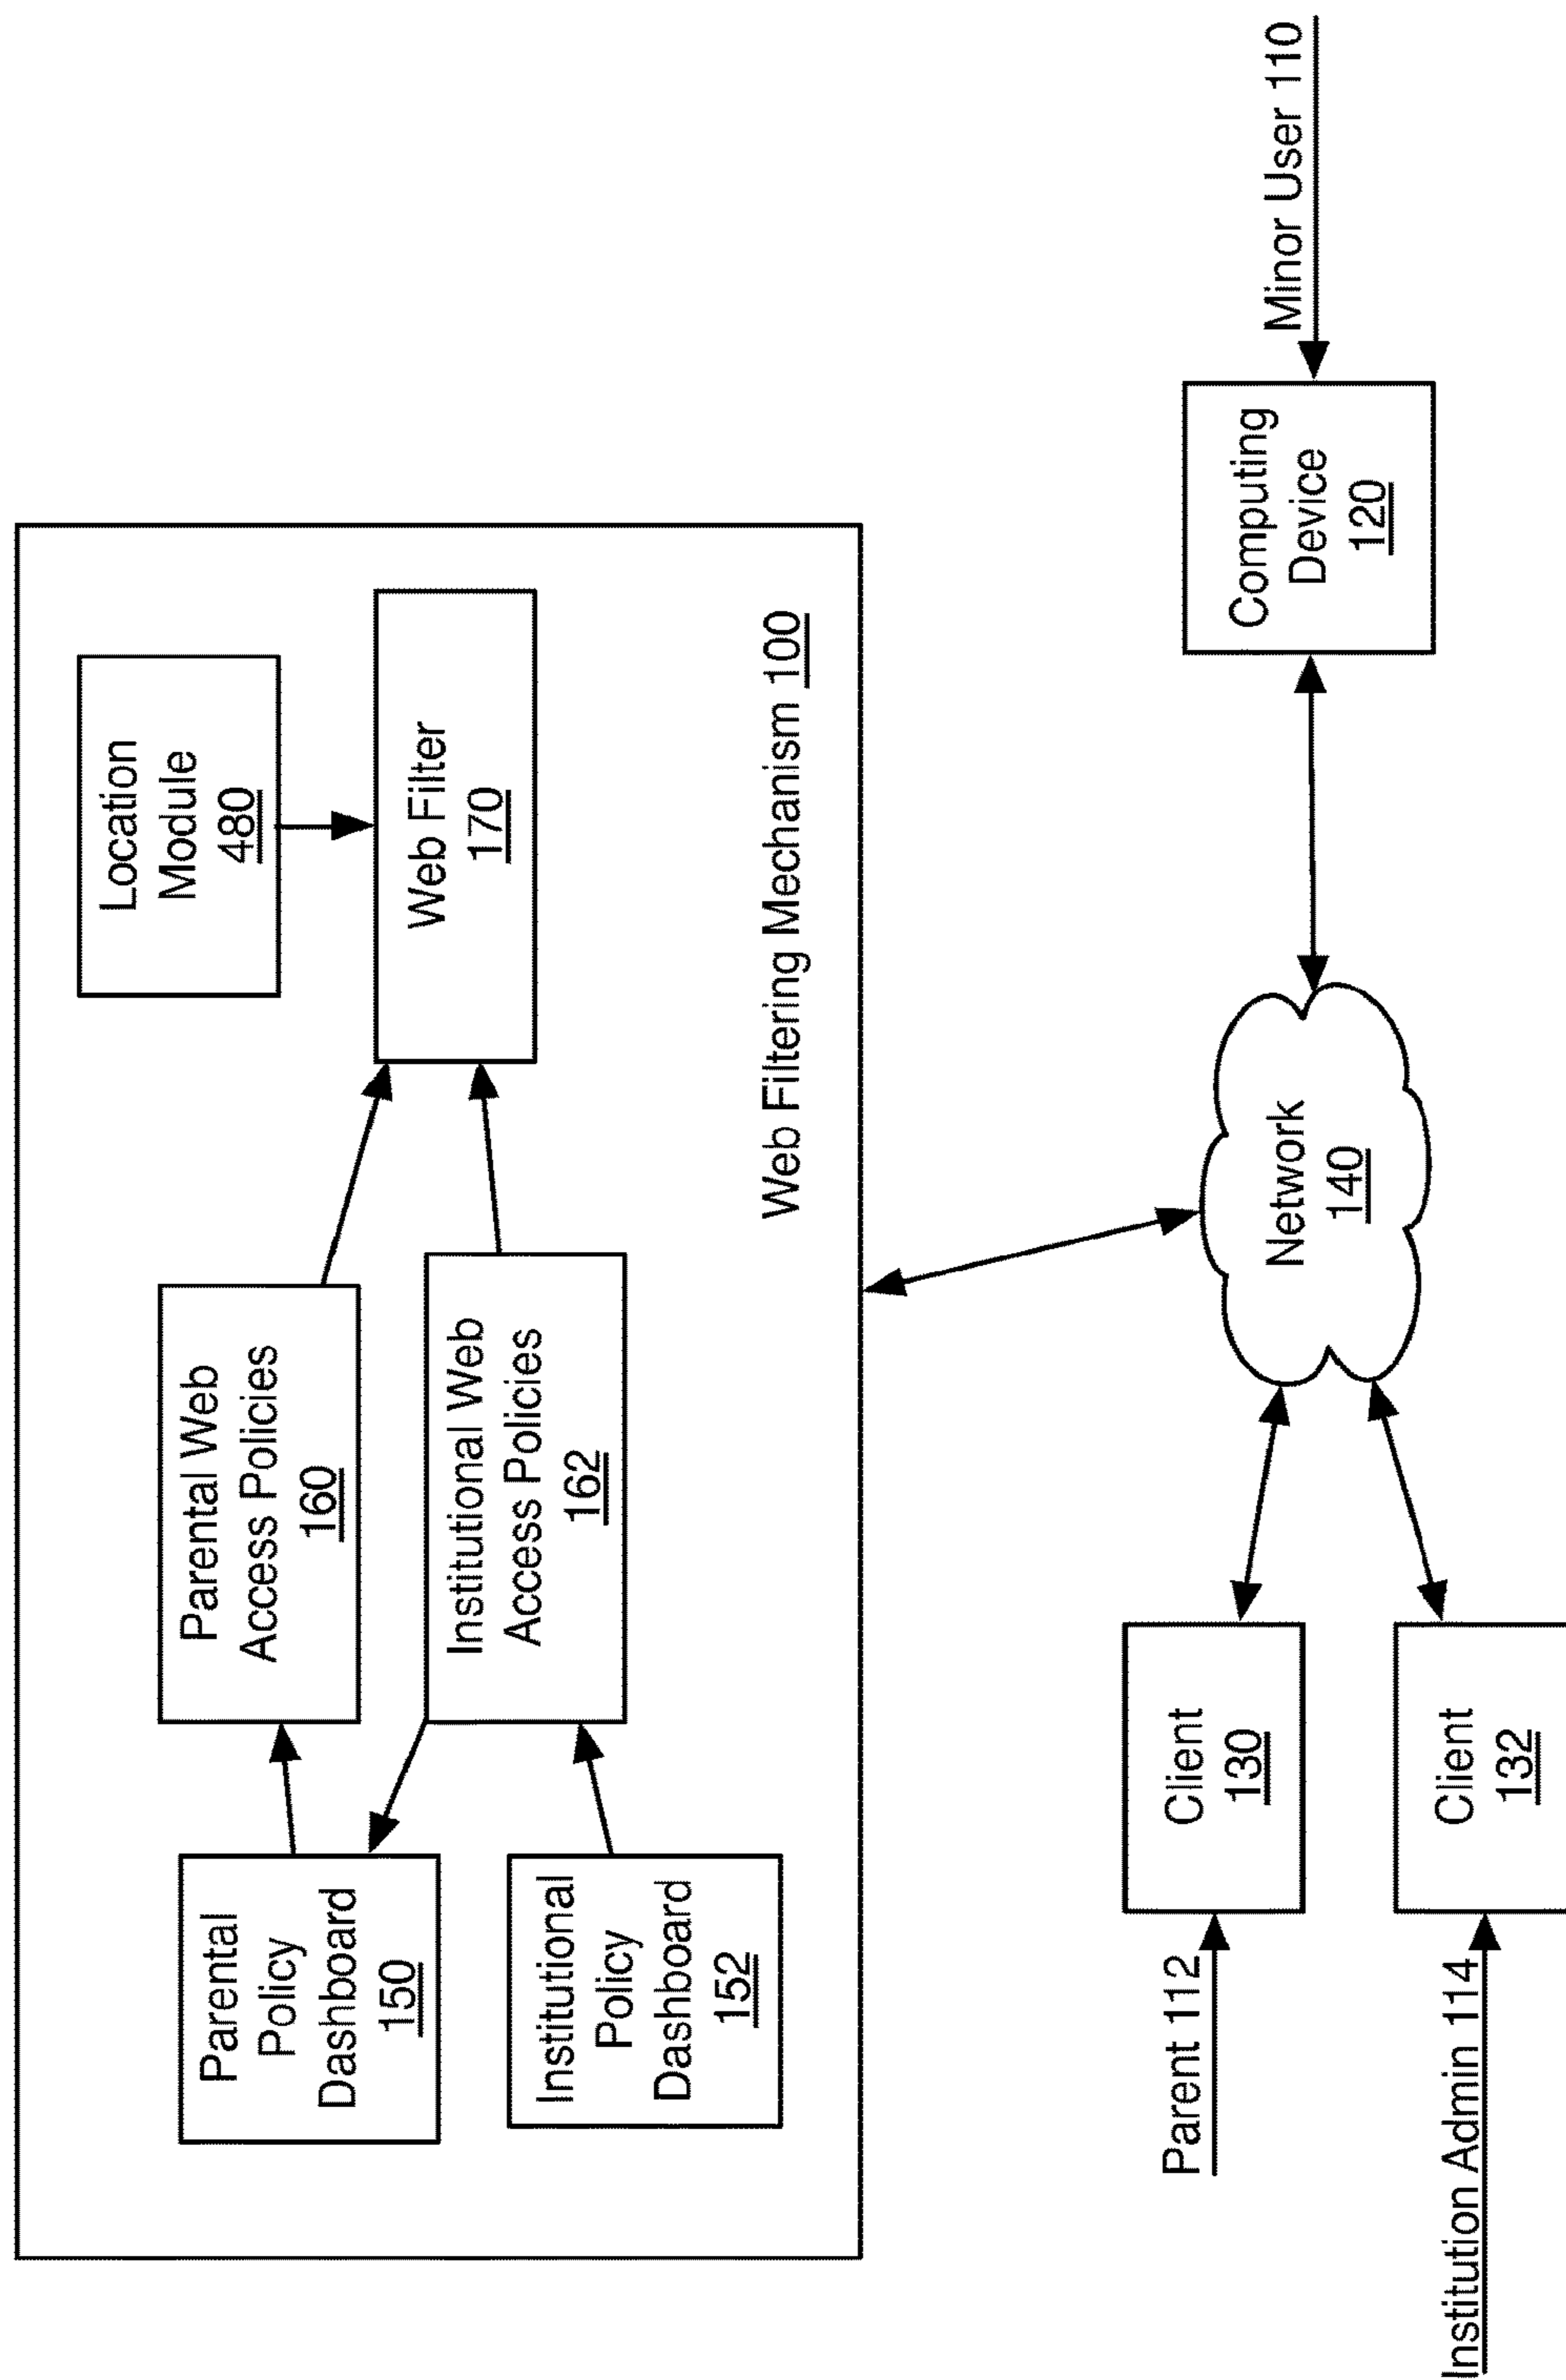 Parental
Policy
Dashboard
150
Parental Web
Access Policies
160
Location
Module
480
Institutional
Policy
Dashboard
152
Institutional Web
Access Policies
162
Web Filter
170
Web Filtering Mechanism 100
Parent 112
Client
130
Institution Admin 114
Client
132
Network
140
Computing
Device
120
Minor User 110